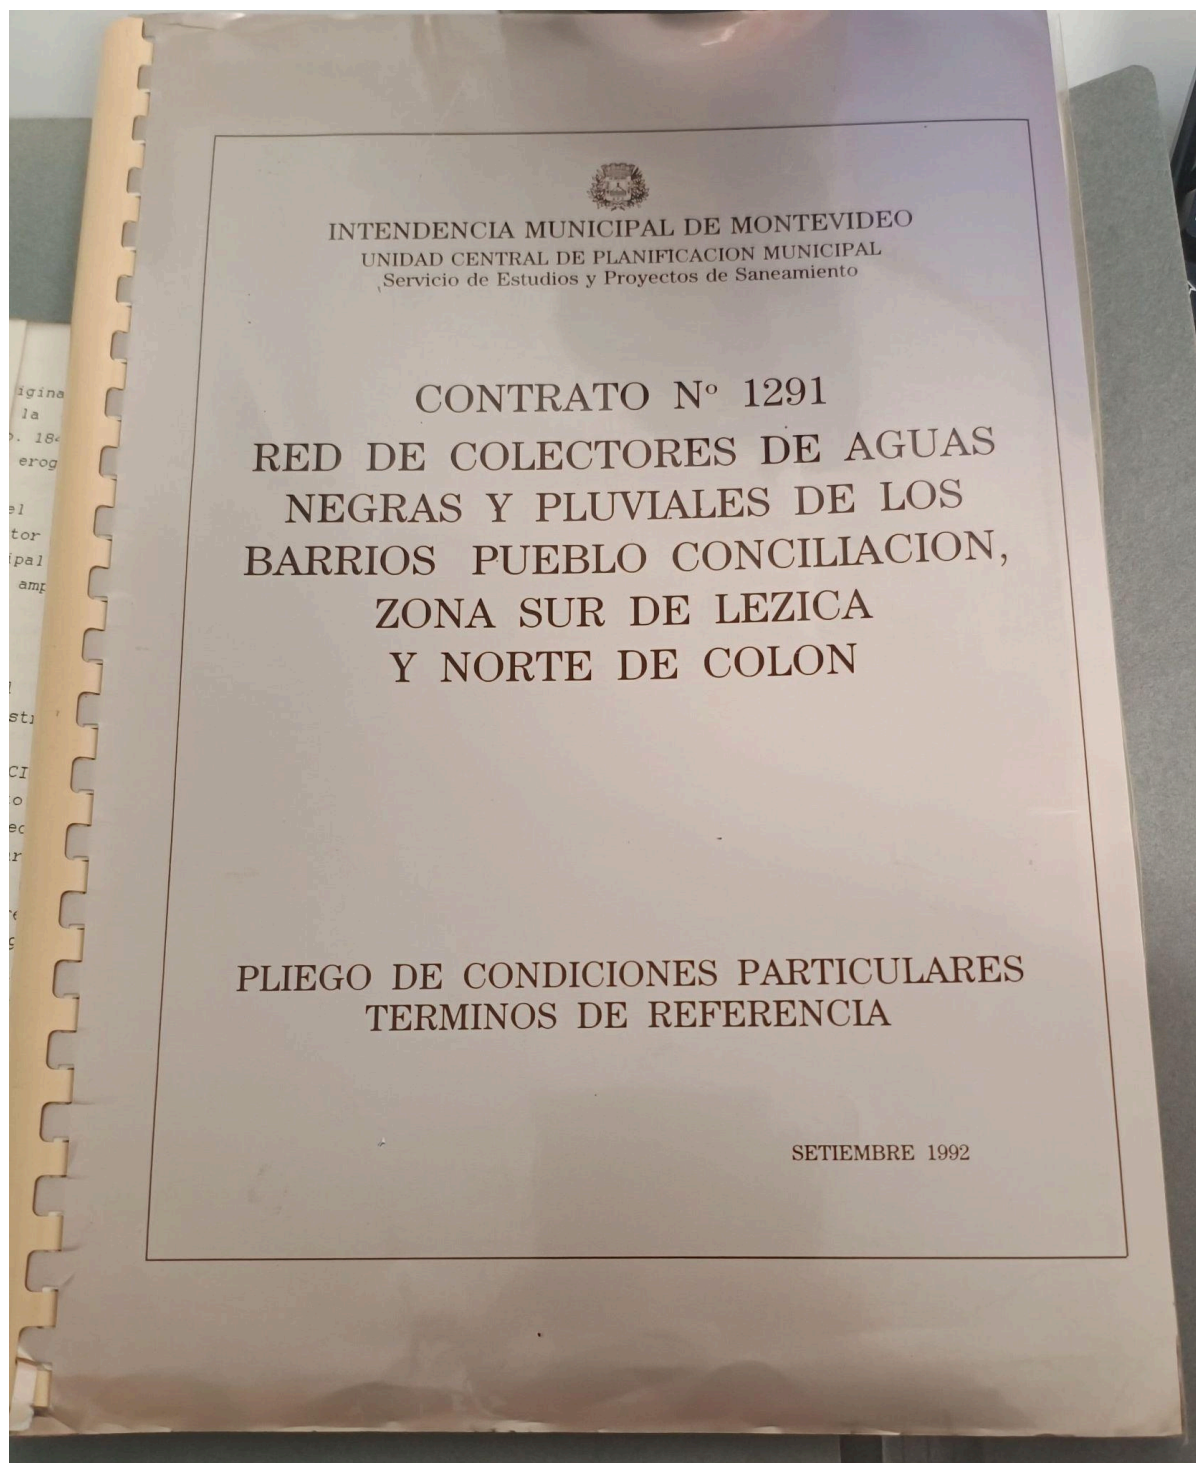 INTENDENCIA MUNICIPAL DE MONTEVIDEO
UNIDAD CENTRAL DE PLANIFICACION MUNICIPAL
Servicio de Estudios y Proyectos de Saneamiento
CONTRATO Nº 1291
RED DE COLECTORES DE AGUAS
NEGRAS Y PLUVIALES DE LOS
BARRIOS PUEBLO CONCILIACION,
ZONA SUR DE LEZICA
Y NORTE DE COLON
PLIEGO DE CONDICIONES PARTICULARES
TERMINOS DE REFERENCIA
SETIEMBRE 1992
la
erog